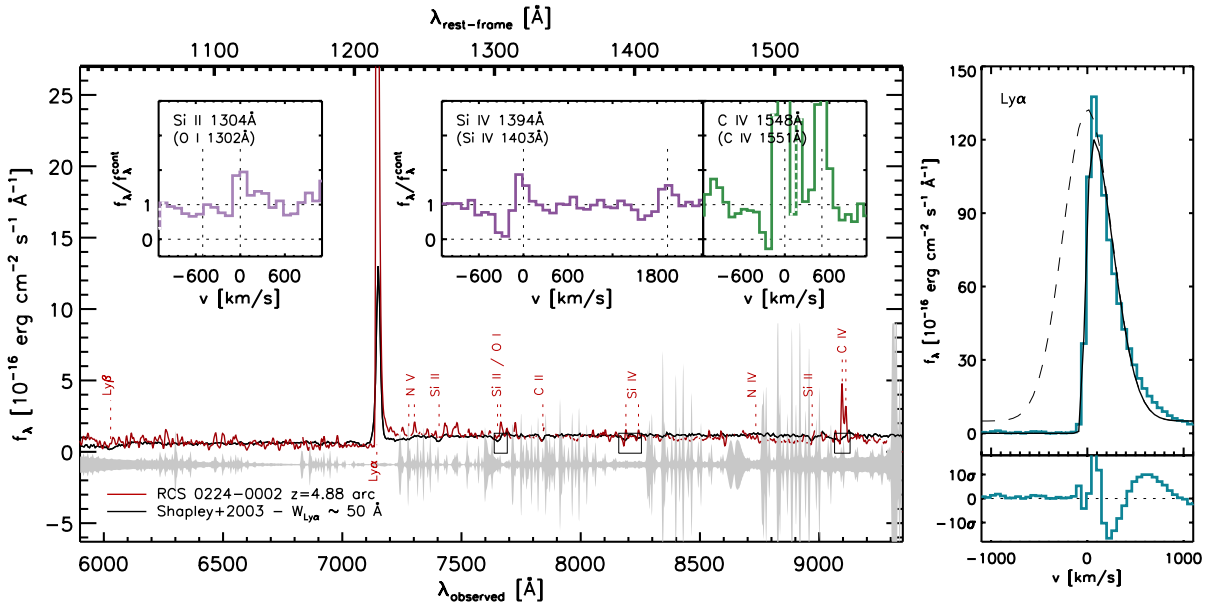 λrest-frame [Å]
1100 1200 1300 1400 1500
25
20
15
10
5
0
-5
fλ [10⁻¹⁶ erg cm⁻² s⁻¹ Å⁻¹]
Si II 1304Å
(O I 1302Å)
fλ/fλcont
1
0
-600 0 600
v [km/s]
Si IV 1394Å
(Si IV 1403Å)
fλ/fλcont
1
0
-600 0 600 1800
v [km/s]
C IV 1548Å
(C IV 1551Å)
-600 0 600
v [km/s]
Lyβ
Lyα
N V
Si II
Si II / O I
C II
Si IV
N IV
Si II
C IV
RCS 0224-0002 z=4.88 arc
Shapley+2003 - WLyα ~ 50 Å
6000 6500 7000 7500 8000 8500 9000
λobserved [Å]
Lyα
150
120
90
60
30
0
fλ [10⁻¹⁶ erg cm⁻² s⁻¹ Å⁻¹]
10σ
0
-10σ
-1000 0 1000
v [km/s]